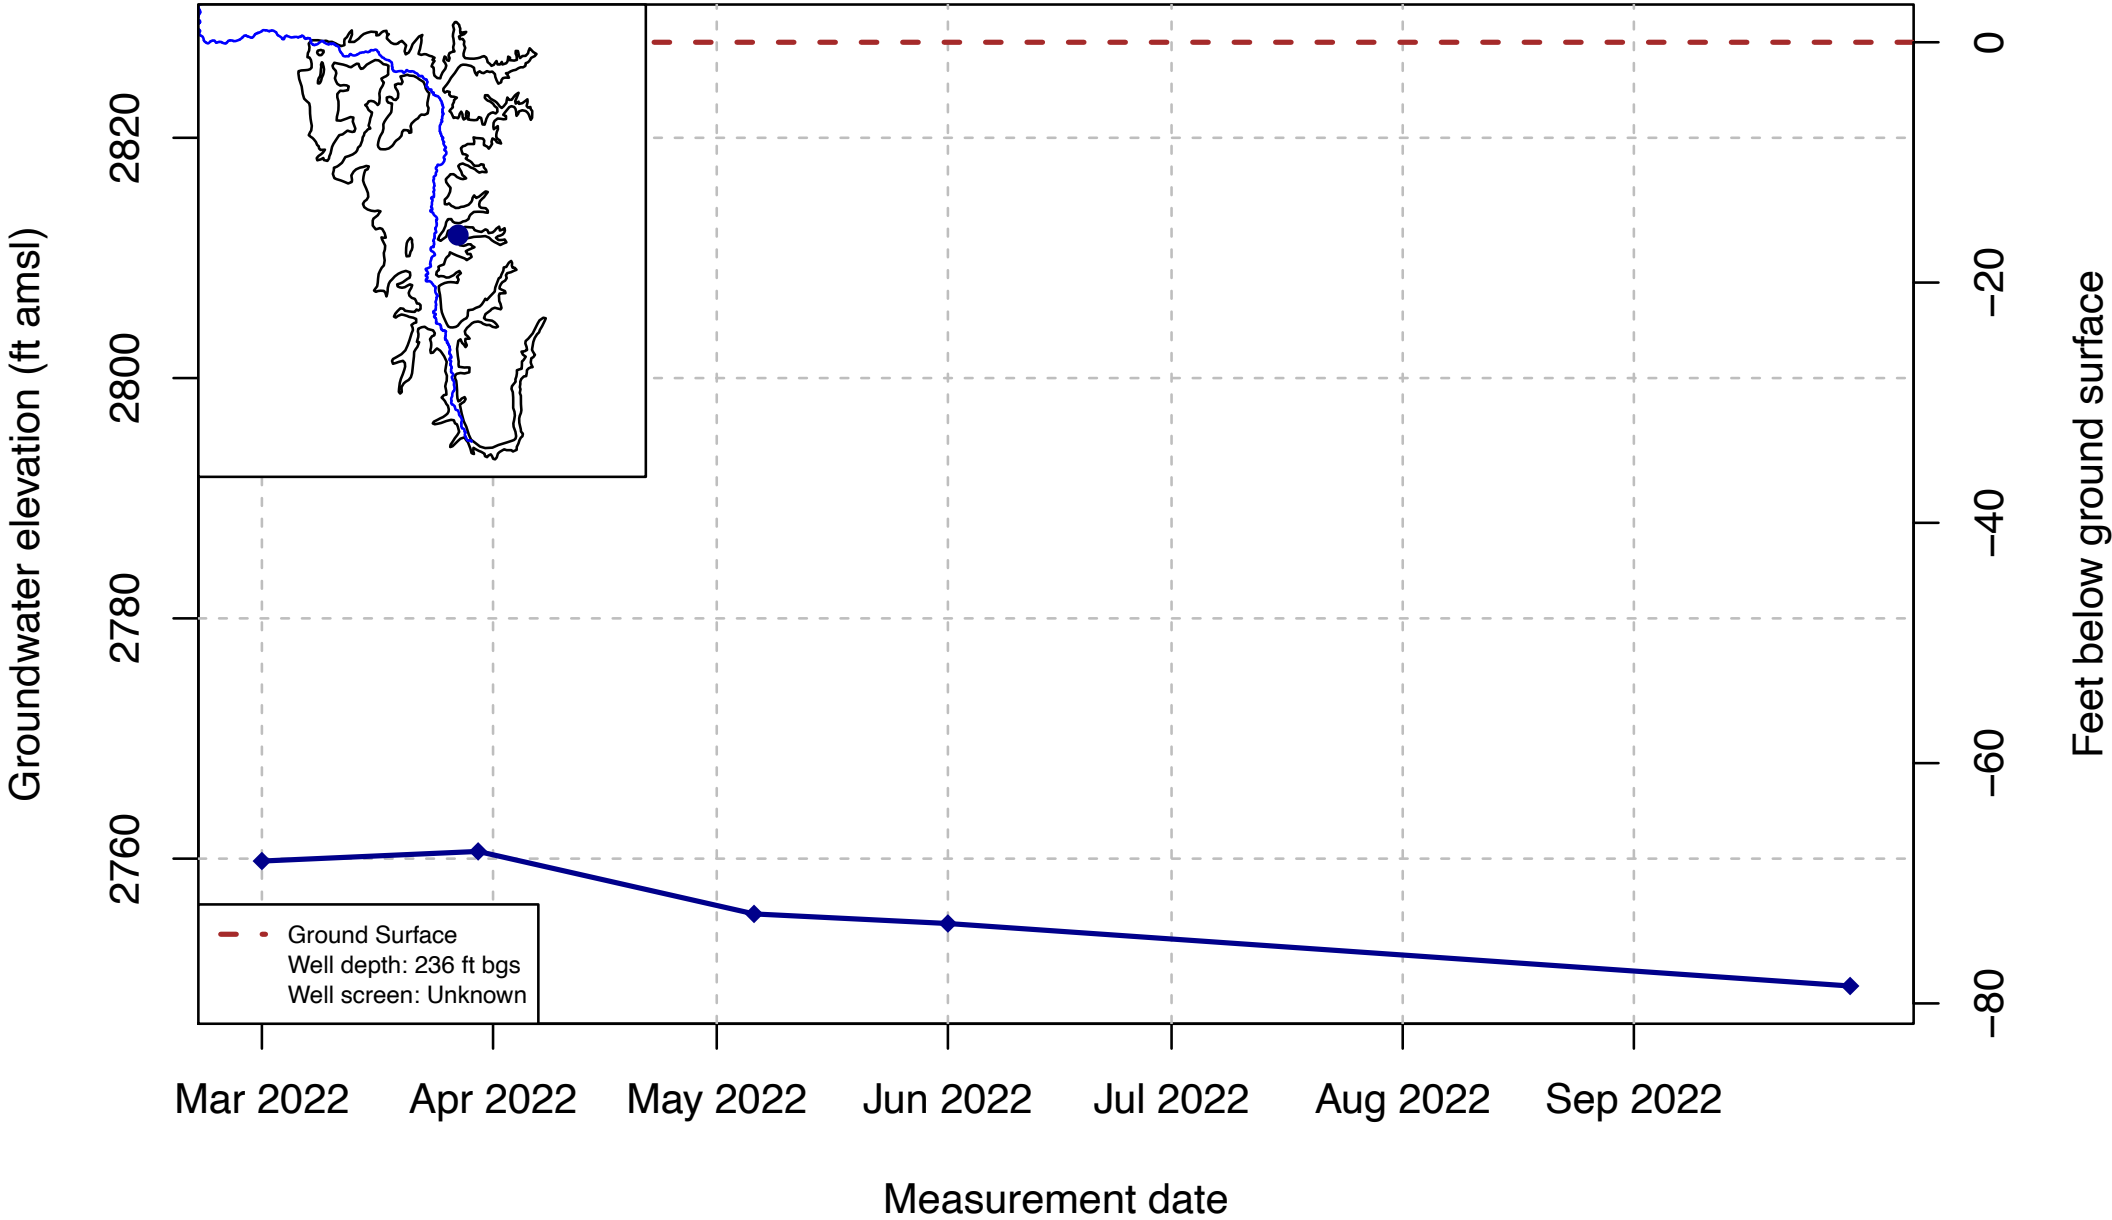 Groundwater elevation (ft amsl)
2820
2800
2780
2760
0
−20
−40
−60
−80
Feet below ground surface
Ground Surface
Well depth: 236 ft bgs
Well screen: Unknown
Mar 2022
Apr 2022
May 2022
Jun 2022
Jul 2022
Aug 2022
Sep 2022
Measurement date